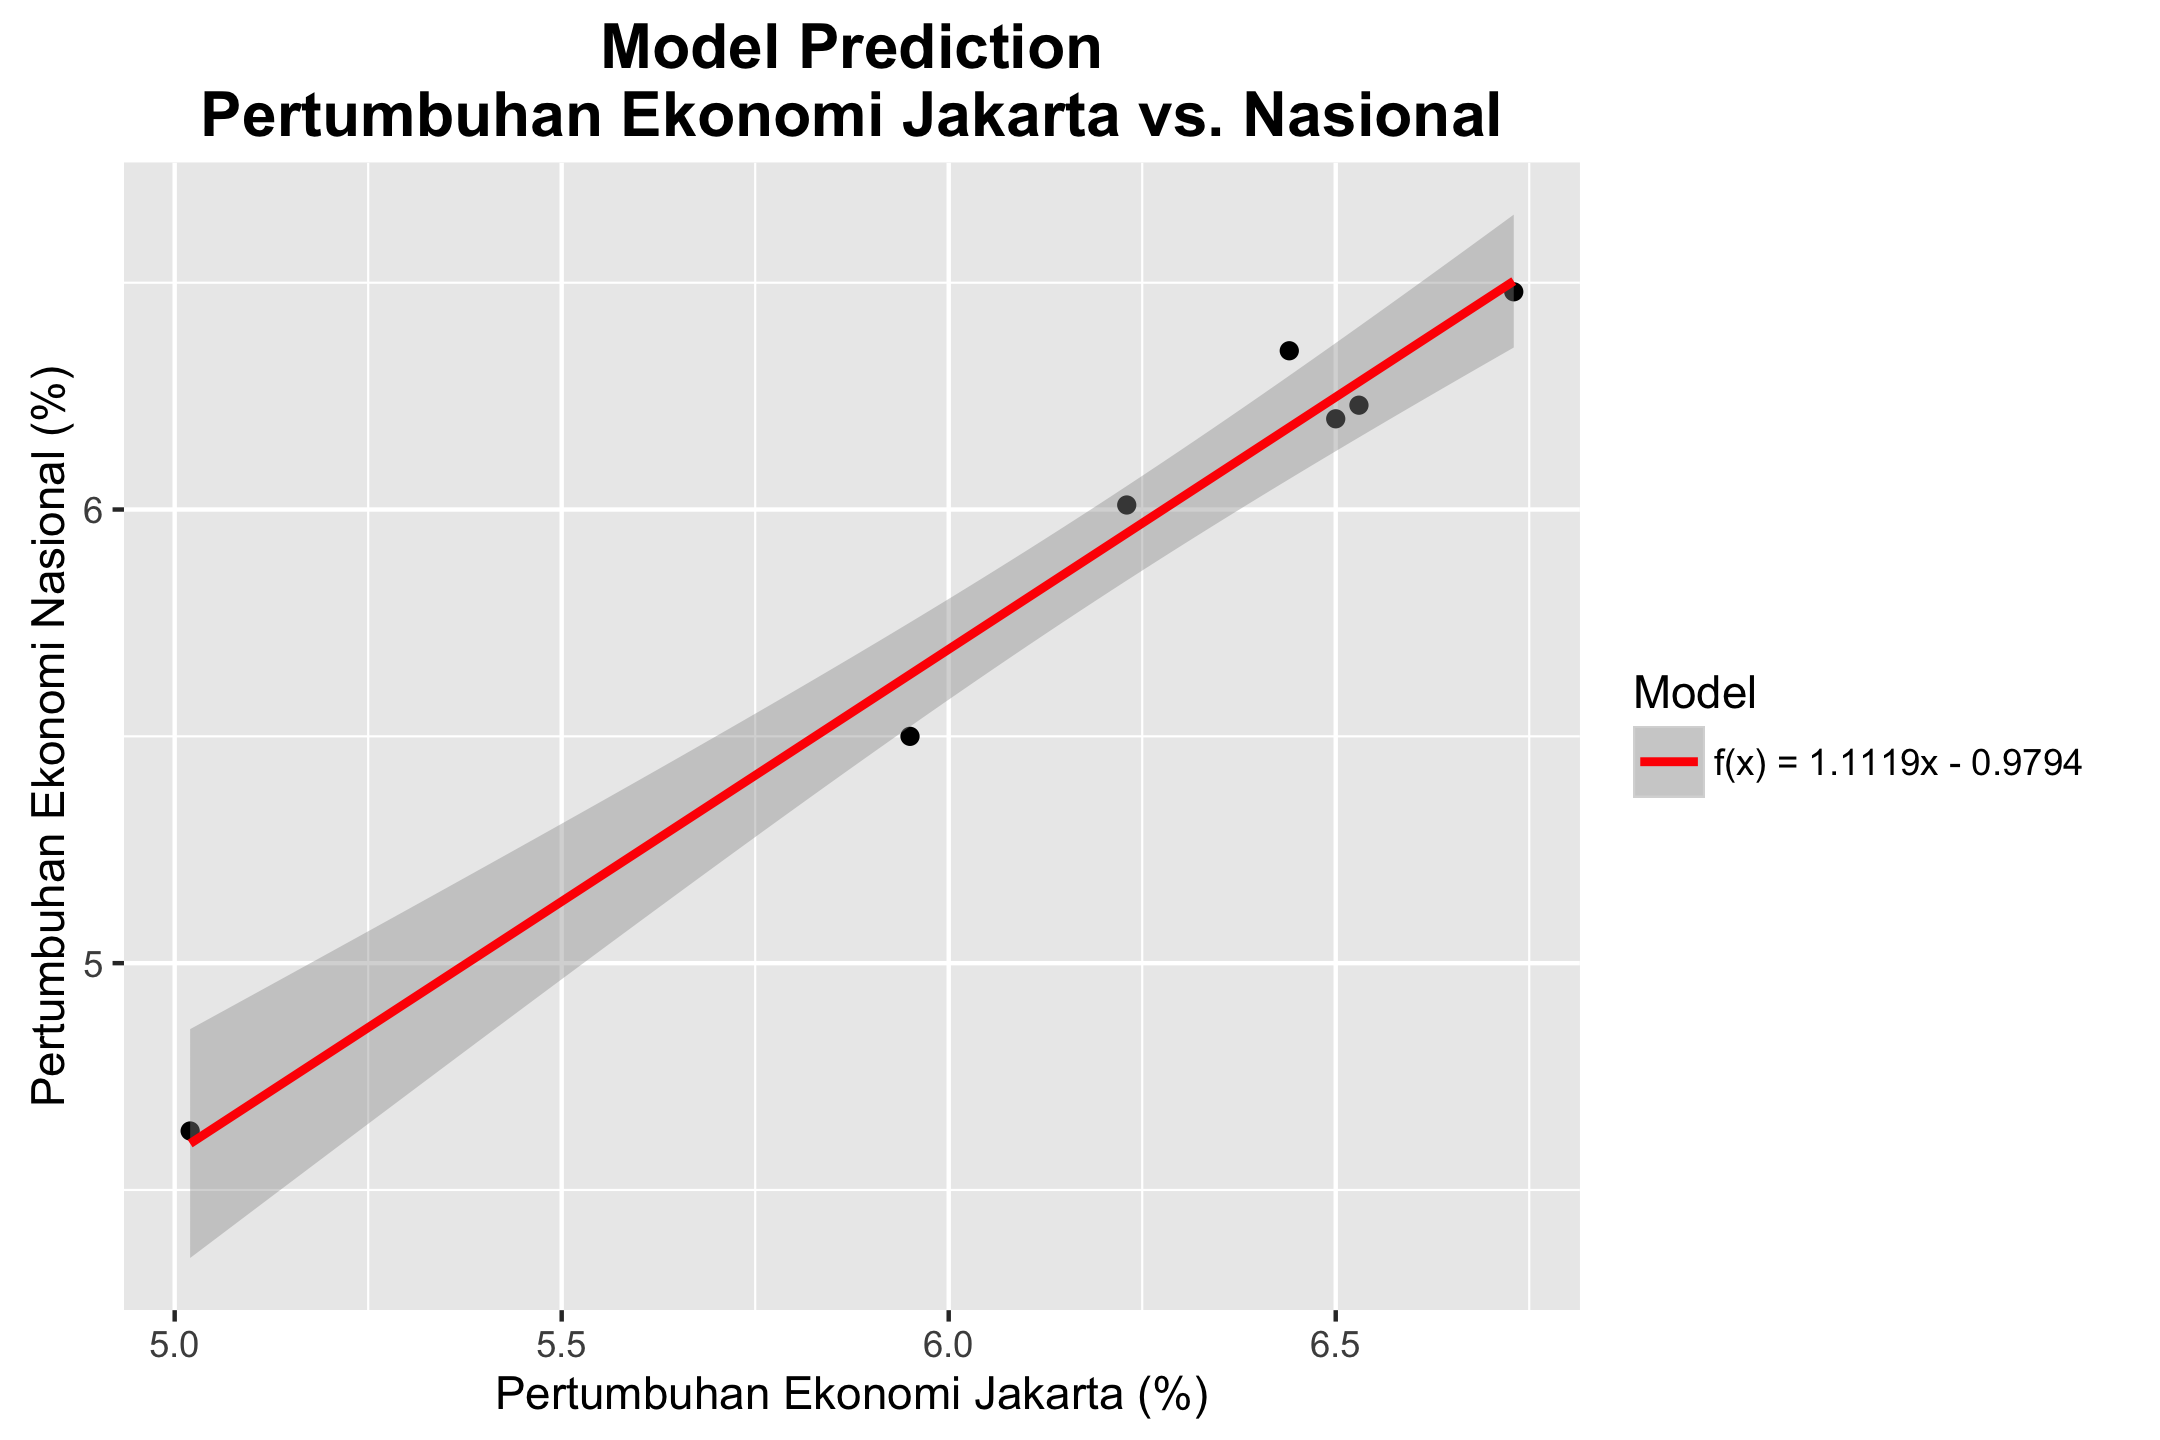 Model Prediction
Pertumbuhan Ekonomi Jakarta vs. Nasional
Pertumbuhan Ekonomi Nasional (%)
6
5
5.0
5.5
6.0
6.5
Pertumbuhan Ekonomi Jakarta (%)
Model
f(x) = 1.1119x - 0.9794